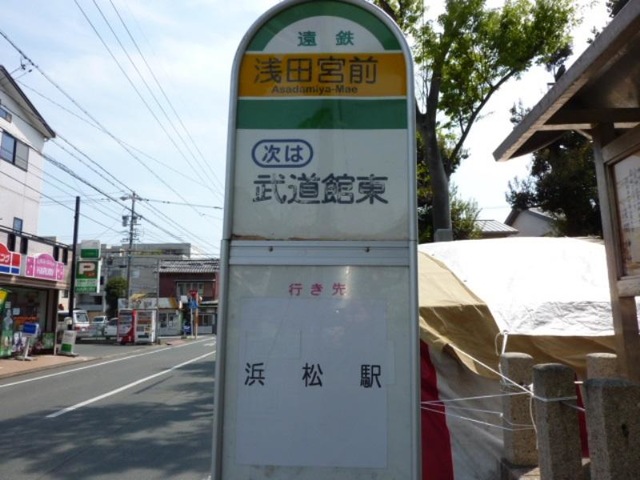 遠鉄
浅田宮前
Asadamiya-Mae
次は
武道館東
行き先
浜松駅
P